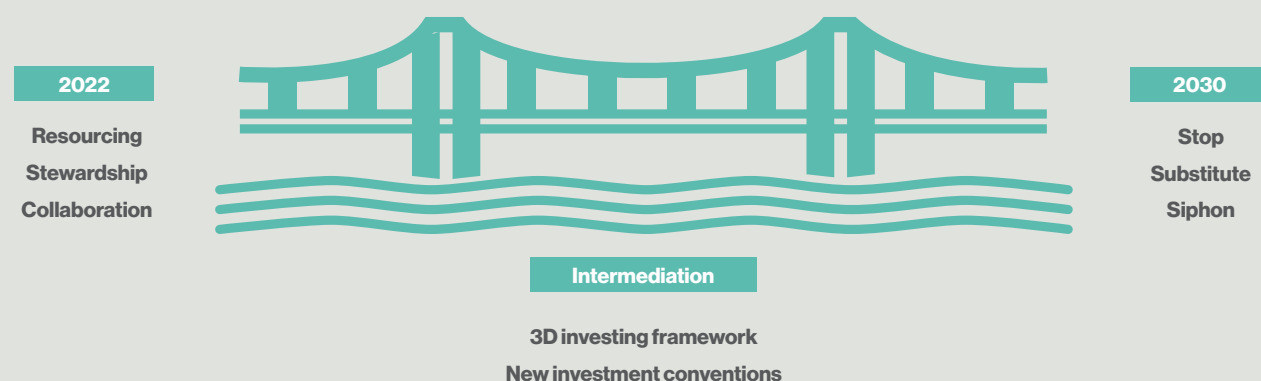 2022
Resourcing
Stewardship
Collaboration
2030
Stop
Substitute
Siphon
Intermediation
3D investing framework
New investment conventions